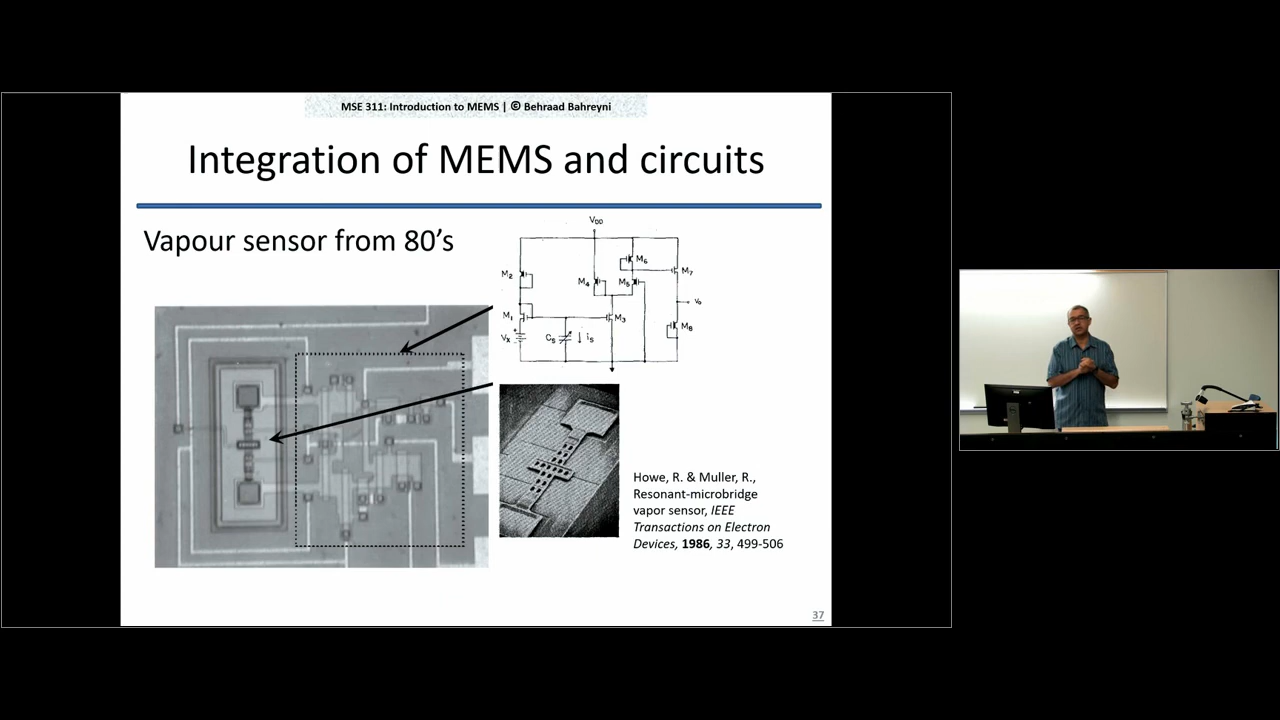 MSE 311: Introduction to MEMS | © Behraad Bahreyni
Integration of MEMS and circuits
Vapour sensor from 80's
VDD
M6
M7
M2
M4
M5
Vo
M1
M3
M8
Vx
+
Cs
is
Howe, R. & Muller, R.,
Resonant-microbridge
vapor sensor, IEEE
Transactions on Electron
Devices, 1986, 33, 499-506
37